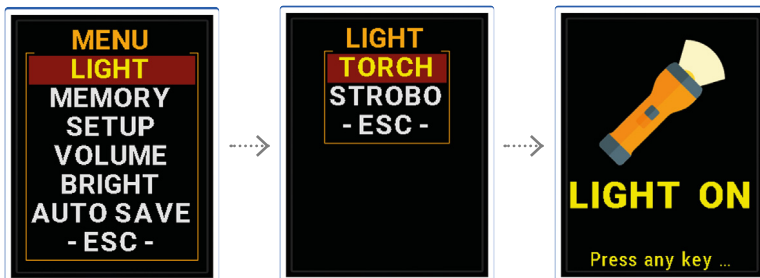 MENU
LIGHT
MEMORY
SETUP
VOLUME
BRIGHT
AUTO SAVE
- ESC -
LIGHT
TORCH
STROBO
- ESC -
LIGHT ON
Press any key ...